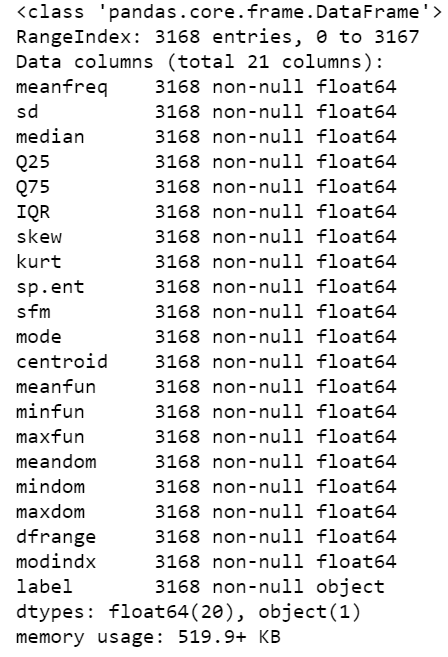 <class 'pandas.core.frame.DataFrame'>
RangeIndex: 3168 entries, 0 to 3167
Data columns (total 21 columns):
meanfreq    3168 non-null float64
sd          3168 non-null float64
median      3168 non-null float64
Q25         3168 non-null float64
Q75         3168 non-null float64
IQR         3168 non-null float64
skew        3168 non-null float64
kurt        3168 non-null float64
sp.ent      3168 non-null float64
sfm         3168 non-null float64
mode        3168 non-null float64
centroid    3168 non-null float64
meanfun     3168 non-null float64
minfun      3168 non-null float64
maxfun      3168 non-null float64
meandom     3168 non-null float64
mindom      3168 non-null float64
maxdom      3168 non-null float64
dfrange     3168 non-null float64
modindx     3168 non-null float64
label       3168 non-null object
dtypes: float64(20), object(1)
memory usage: 519.9+ KB